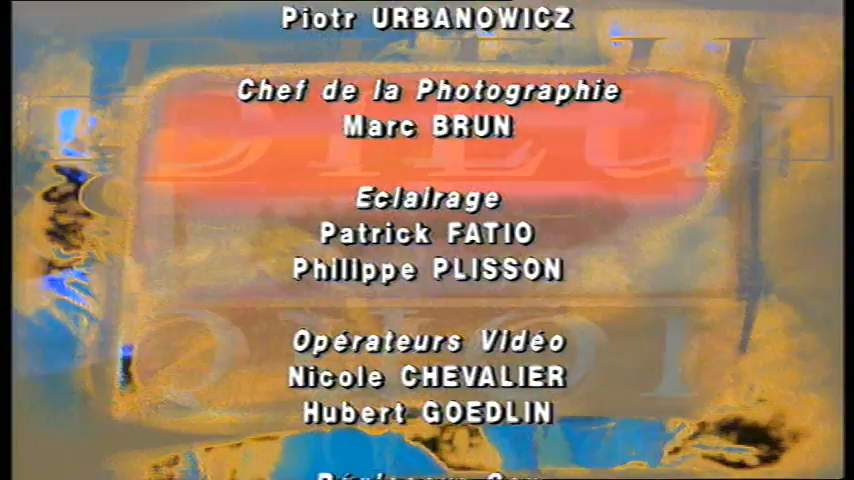 Piotr URBANOWICZ
Chef de la Photographie
Marc BRUN
Eclairage
Patrick FATIO
Philippe PLISSON
Opérateurs Vidéo
Nicole CHEVALIER
Hubert GOEDLIN
DIEU